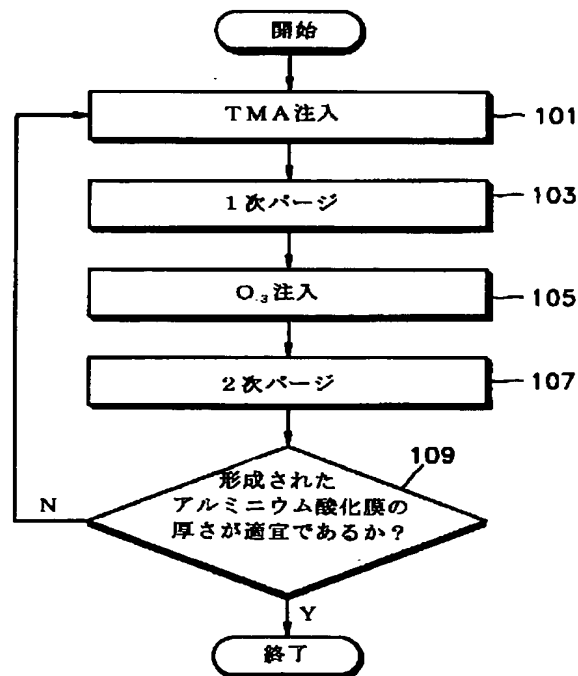 開始
TMA注入
101
1次パージ
103
O₃注入
105
2次パージ
107
109
形成された
アルミニウム酸化膜の
厚さが適宜であるか?
N
Y
終了